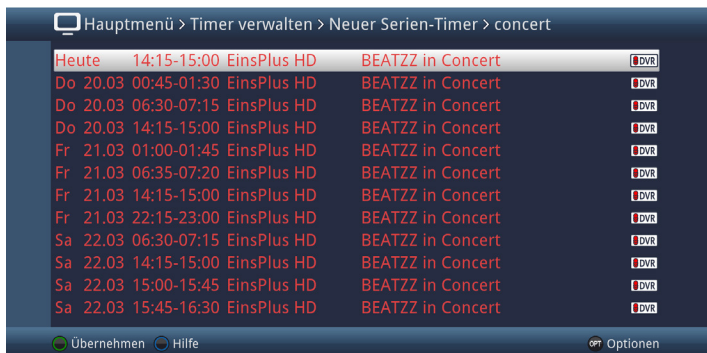 Hauptmenü > Timer verwalten > Neuer Serien-Timer > concert
Heute 14:15-15:00 EinsPlus HD BEATZZ in Concert DVR
Do 20.03 00:45-01:30 EinsPlus HD BEATZZ in Concert DVR
Do 20.03 06:30-07:15 EinsPlus HD BEATZZ in Concert DVR
Do 20.03 14:15-15:00 EinsPlus HD BEATZZ in Concert DVR
Fr 21.03 01:00-01:45 EinsPlus HD BEATZZ in Concert DVR
Fr 21.03 06:35-07:20 EinsPlus HD BEATZZ in Concert DVR
Fr 21.03 14:15-15:00 EinsPlus HD BEATZZ in Concert DVR
Fr 21.03 22:15-23:00 EinsPlus HD BEATZZ in Concert DVR
Sa 22.03 06:30-07:15 EinsPlus HD BEATZZ in Concert DVR
Sa 22.03 14:15-15:00 EinsPlus HD BEATZZ in Concert DVR
Sa 22.03 15:00-15:45 EinsPlus HD BEATZZ in Concert DVR
Sa 22.03 15:45-16:30 EinsPlus HD BEATZZ in Concert DVR
Übernehmen Hilfe OPT Optionen